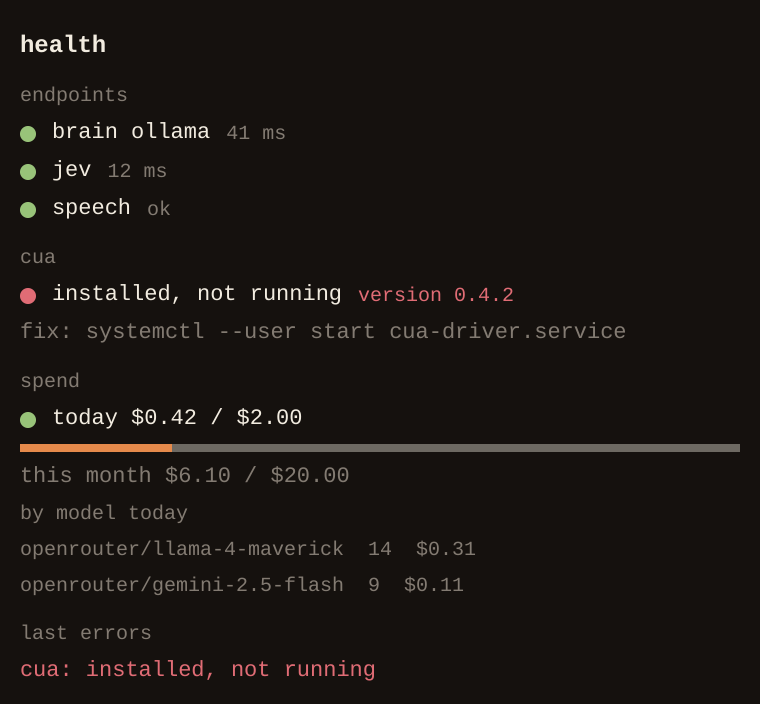 health
endpoints
brain ollama 41 ms
jev 12 ms
speech ok
cua
installed, not running version 0.4.2
fix: systemctl --user start cua-driver.service
spend
today $0.42 / $2.00
this month $6.10 / $20.00
by model today
openrouter/llama-4-maverick 14 $0.31
openrouter/gemini-2.5-flash 9 $0.11
last errors
cua: installed, not running